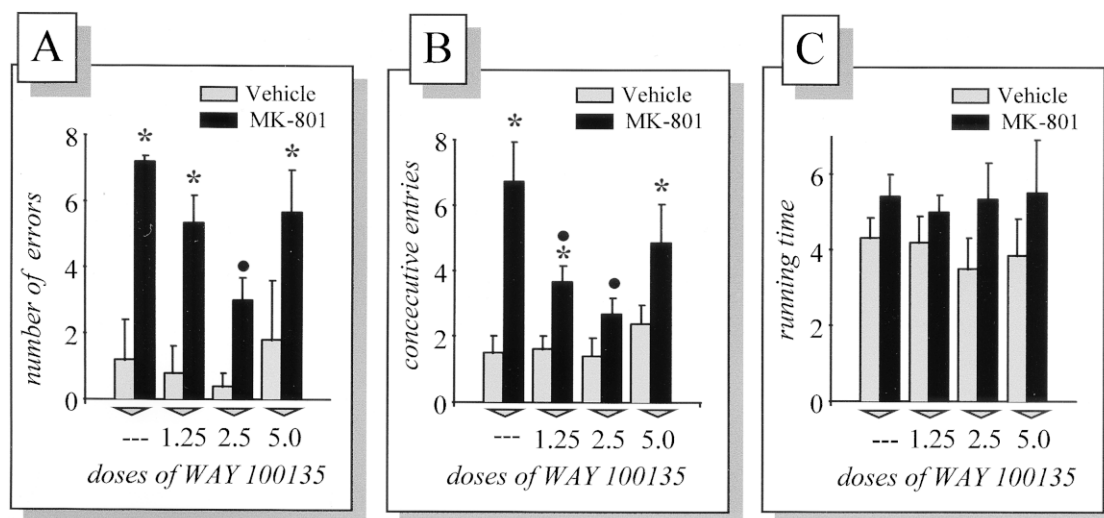 A
Vehicle
MK-801
* * • *
8
6
4
2
0
number of errors
--- 1.25 2.5 5.0
doses of WAY 100135
B
Vehicle
MK-801
* • * • *
8
6
4
2
0
concecutive entries
--- 1.25 2.5 5.0
doses of WAY 100135
C
Vehicle
MK-801
6
4
2
0
running time
--- 1.25 2.5 5.0
doses of WAY 100135